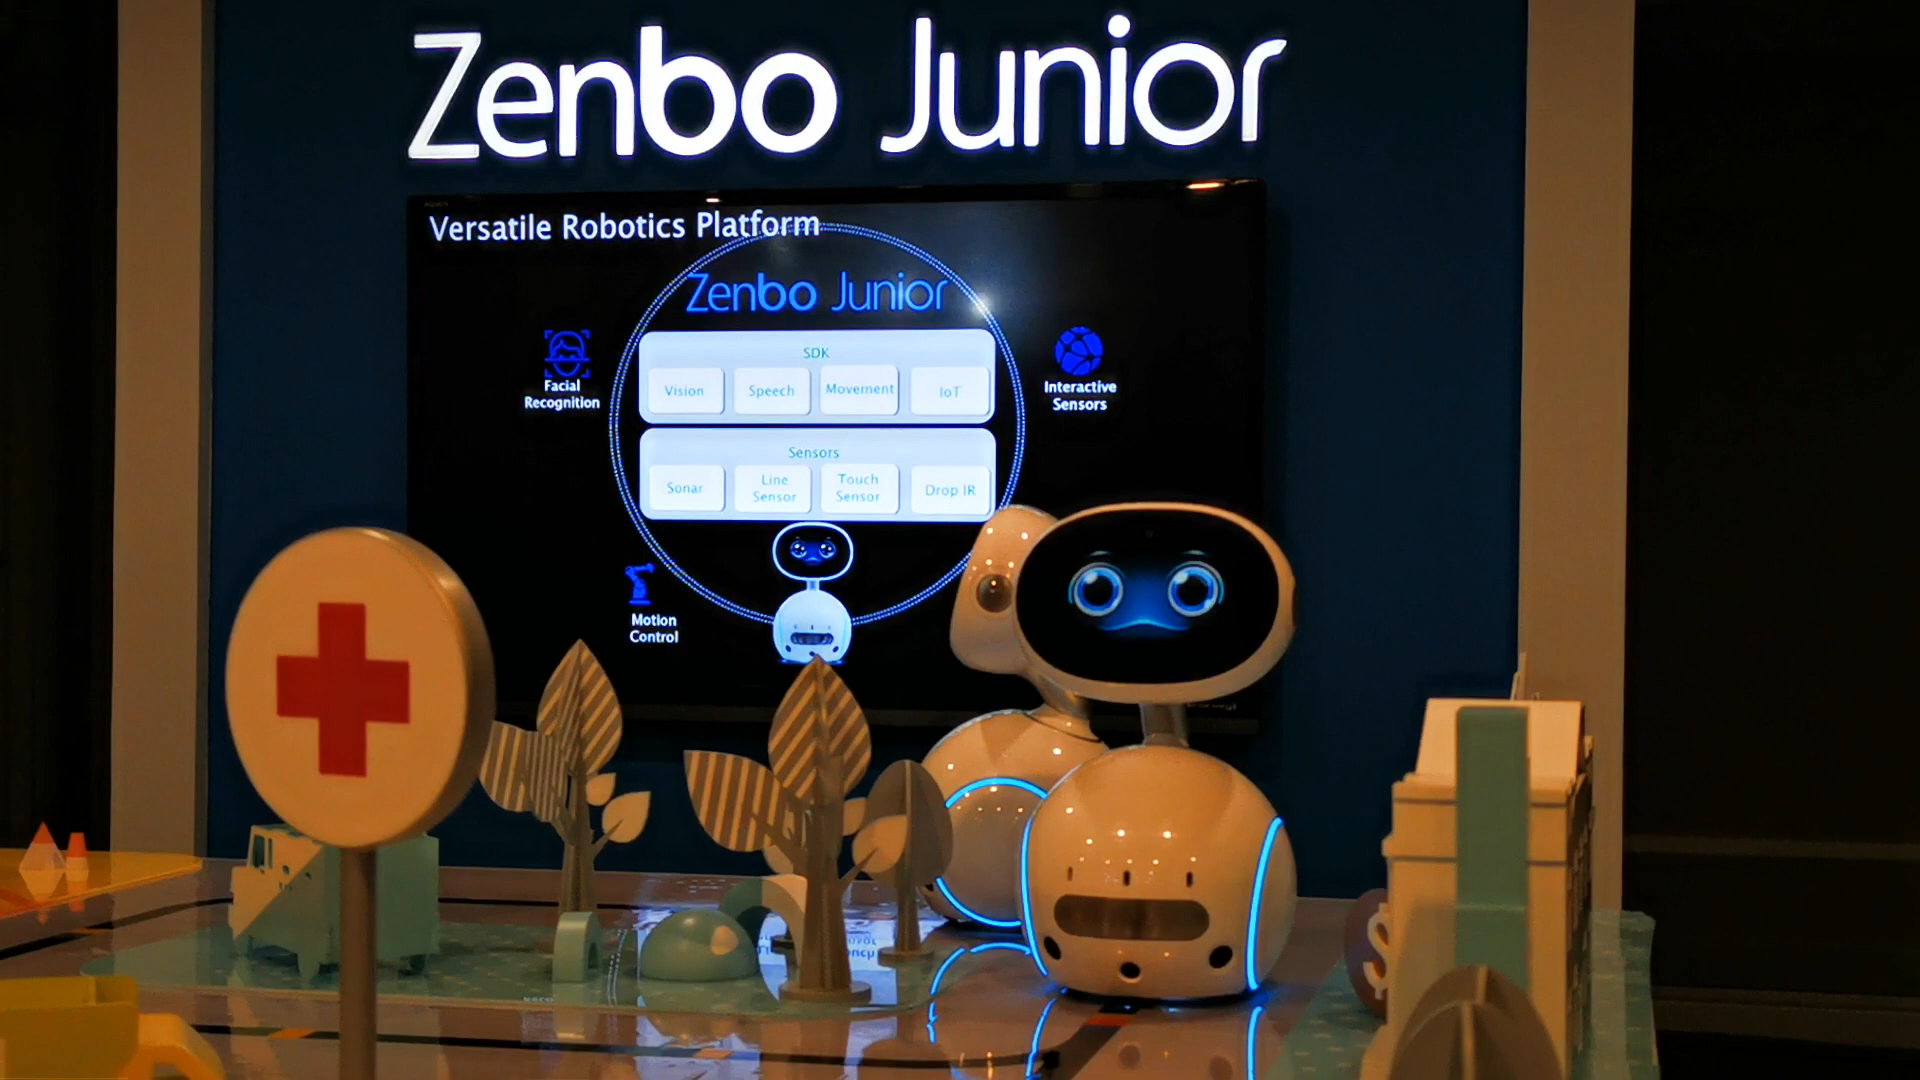 Zenbo Junior
Versatile Robotics Platform
Zenbo Junior
SDK
Vision
Speech
Movement
IoT
Facial
Recognition
Interactive
Sensors
Sensors
Sonar
Line
Sensor
Touch
Sensor
Drop IR
Motion
Control
$